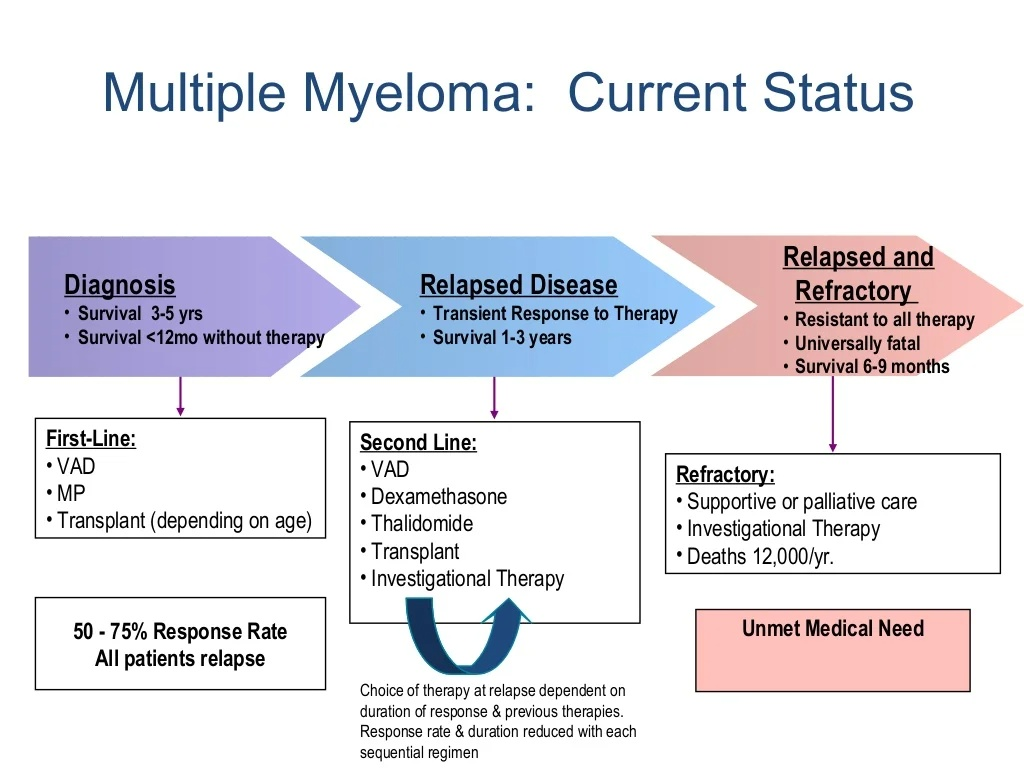 Multiple Myeloma:  Current Status
Diagnosis
• Survival  3-5 yrs
• Survival <12mo without therapy
Relapsed Disease
• Transient Response to Therapy
• Survival 1-3 years
Relapsed and
Refractory
• Resistant to all therapy
• Universally fatal
• Survival 6-9 months
First-Line:
• VAD
• MP
• Transplant (depending on age)
50 - 75% Response Rate
All patients relapse
Second Line:
• VAD
• Dexamethasone
• Thalidomide
• Transplant
• Investigational Therapy
Choice of therapy at relapse dependent on
duration of response & previous therapies.
Response rate & duration reduced with each
sequential regimen
Refractory:
• Supportive or palliative care
• Investigational Therapy
• Deaths 12,000/yr.
Unmet Medical Need